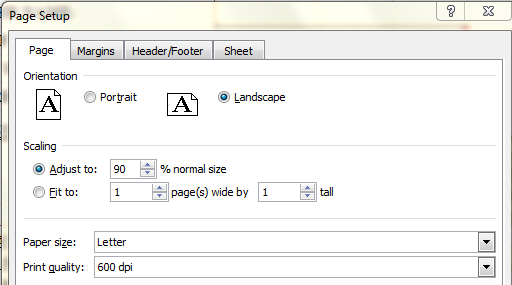 Page Setup
Page Margins Header/Footer Sheet
Orientation
A Portrait A Landscape
Scaling
Adjust to: 90 % normal size
Fit to: 1 page(s) wide by 1 tall
Paper size: Letter
Print quality: 600 dpi